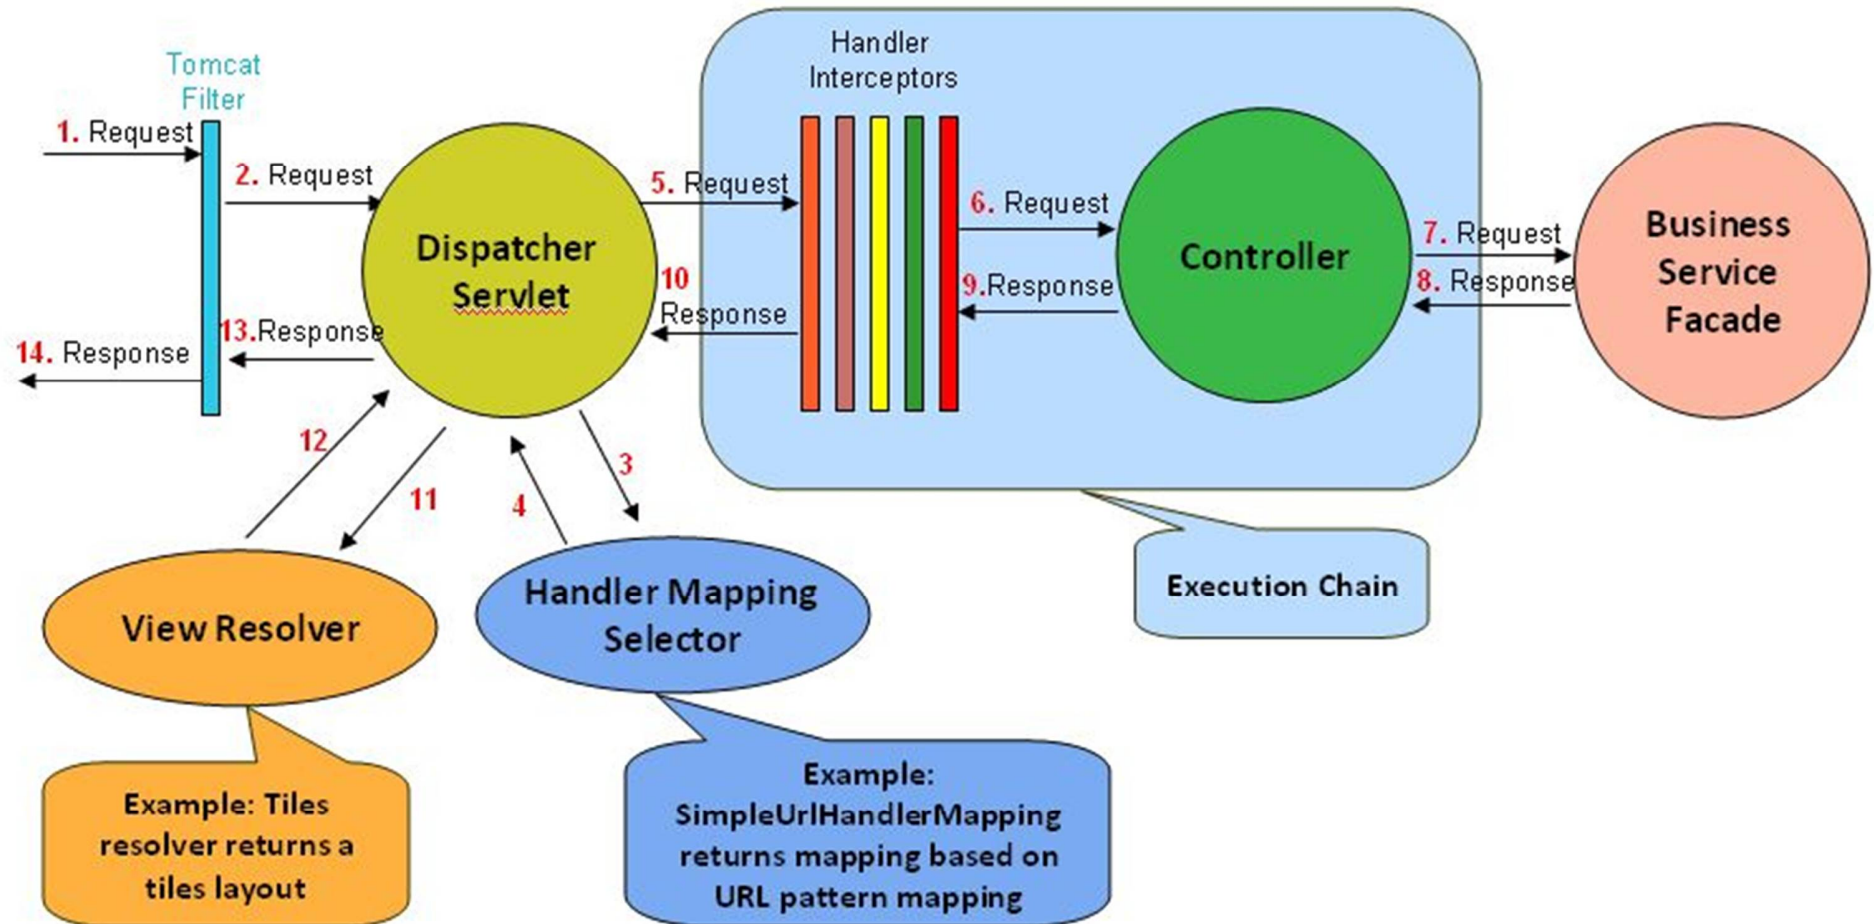 Tomcat
Filter
1. Request
2. Request
Dispatcher
Servlet
13.Response
14. Response
12
11
4
3
5. Request
10
Response
Handler
Interceptors
6. Request
9.Response
Controller
7. Request
8. Response
Business
Service
Facade
Execution Chain
View Resolver
Handler Mapping
Selector
Example: Tiles
resolver returns a
tiles layout
Example:
SimpleUrlHandlerMapping
returns mapping based on
URL pattern mapping